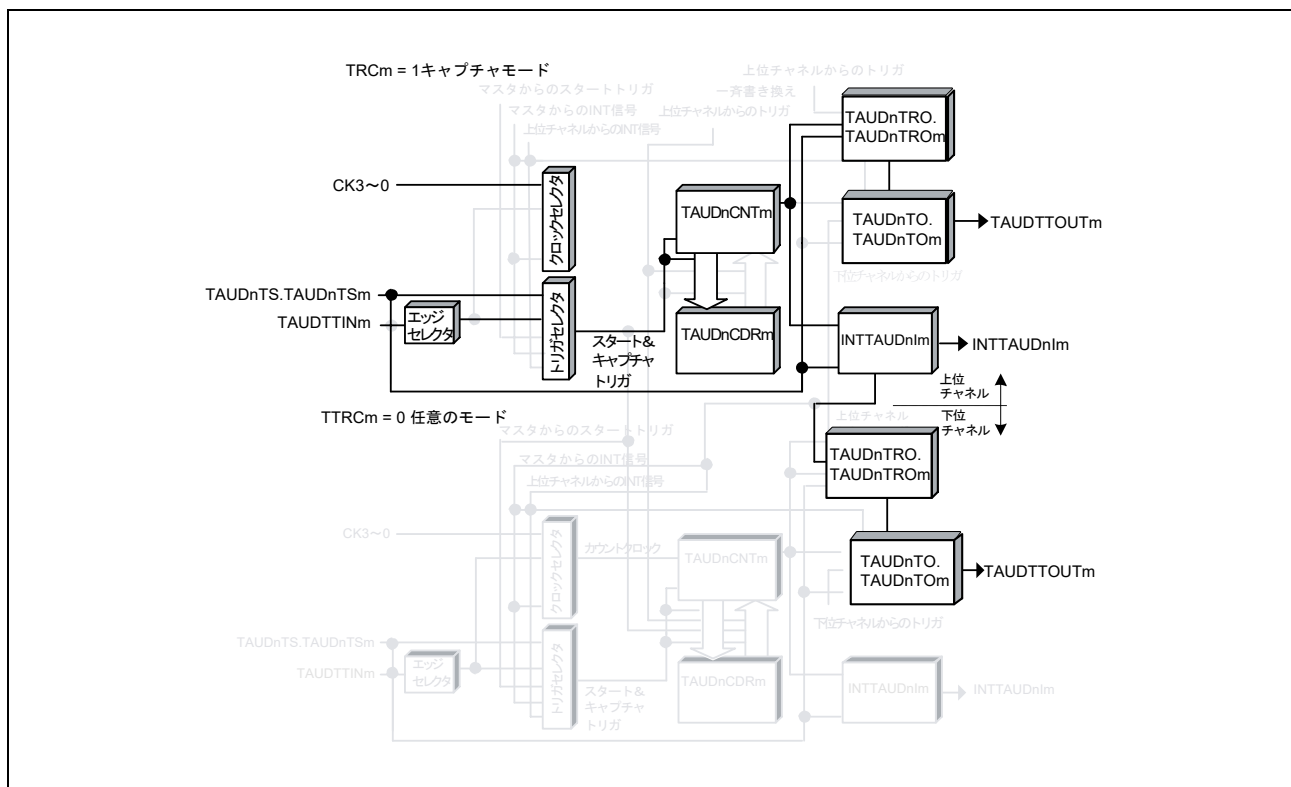 TRCm = 1キャプチャモード
上位チャネルからのトリガ
一斉書き換え
マスタからのスタートトリガ
上位チャネルからのトリガ
マスタからのINT信号
上位チャネルからのINT信号
TAUDnTRO.
TAUDnTROm
CK3～0
クロックセレクタ
TAUDnCNTm
TAUDnTO.
TAUDnTOm
TAUDTTOUTm
下位チャネルからのトリガ
TAUDnTS.TAUDnTSm
TAUDTTINm
エッジ
セレクタ
トリガセレクタ
スタート&
キャプチャ
トリガ
TAUDnCDRm
INTTAUDnIm
INTTAUDnIm
上位
チャネル
下位
チャネル
TTRCm = 0 任意のモード
上位チャネル
マスタからのスタートトリガ
マスタからのINT信号
上位チャネルからのINT信号
TAUDnTRO.
TAUDnTROm
CK3～0
クロックセレクタ
カウントクロック
TAUDnCNTm
TAUDnTO.
TAUDnTOm
TAUDTTOUTm
下位チャネルからのトリガ
TAUDnTS.TAUDnTSm
TAUDTTINm
エッジ
セレクタ
トリガセレクタ
スタート&
キャプチャ
トリガ
TAUDnCDRm
INTTAUDnIm
INTTAUDnIm